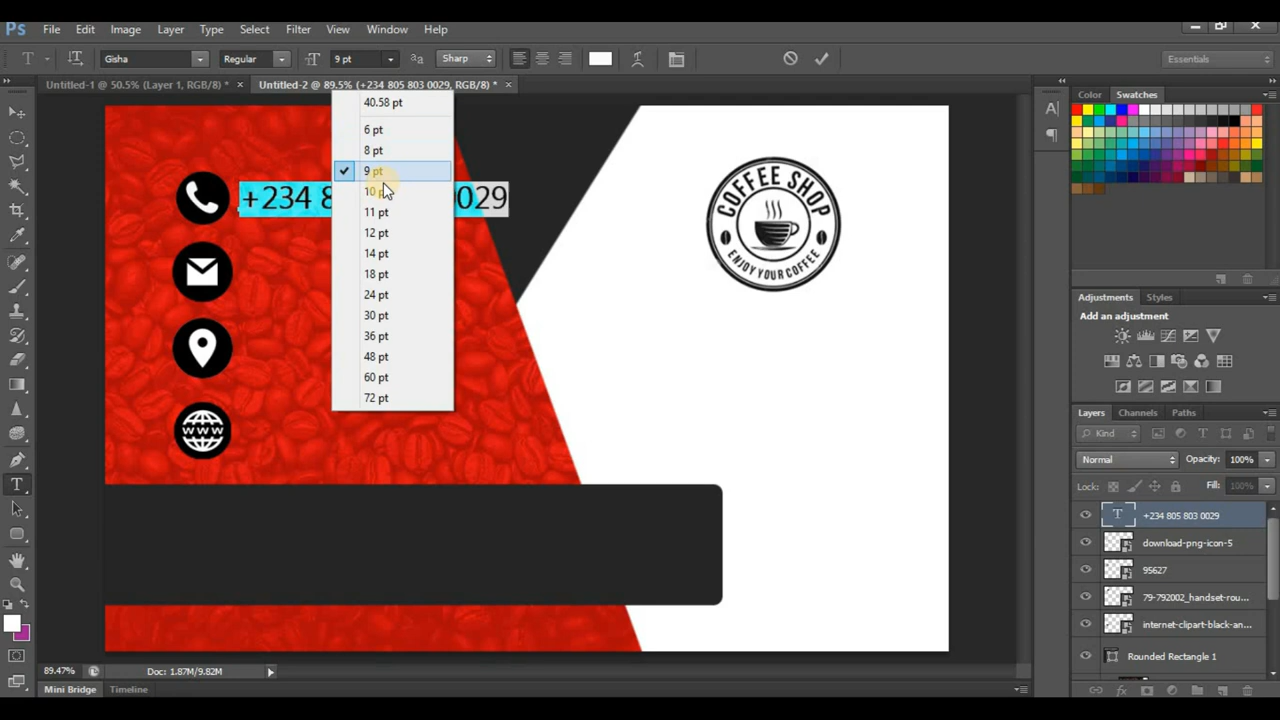 Ps File Edit Image Layer Type Select Filter View Window Help
T Gisha Regular 9 pt aa Sharp Essentials
Untitled-1 @ 50.5% (Layer 1, RGB/8) * × Untitled-2 @ 89.5% (+234 805 803 0029, RGB/8) * ×
40.58 pt
6 pt
8 pt
9 pt
10
11 pt
12 pt
14 pt
18 pt
24 pt
30 pt
36 pt
48 pt
60 pt
72 pt
+234 8 0029
WWW
COFFEE SHOP
ENJOY YOUR COFFEE
Color Swatches
Adjustments Styles
Add an adjustment
Layers Channels Paths
Kind
Normal Opacity: 100%
Lock: Fill: 100%
T +234 805 803 0029
download-png-icon-5
95627
79-792002_handset-rou...
internet-clipart-black-an...
Rounded Rectangle 1
89.47% Doc: 1.87M/9.82M
Mini Bridge Timeline